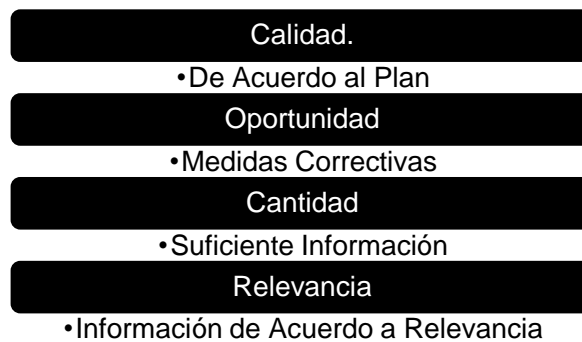 Calidad.
•De Acuerdo al Plan
Oportunidad
•Medidas Correctivas
Cantidad
•Suficiente Información
Relevancia
•Información de Acuerdo a Relevancia